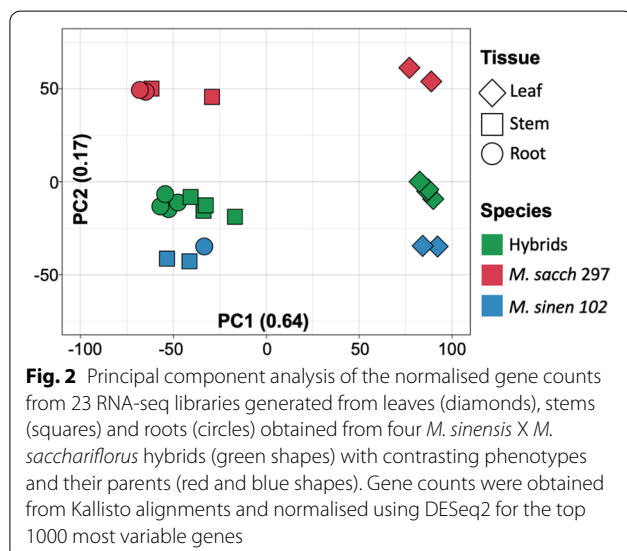 50
0
-50
PC2 (0.17)
PC1 (0.64)
-100 -50 0 50 100
Tissue
Leaf
Stem
Root
Species
Hybrids
M. sacch 297
M. sinen 102
Fig. 2 Principal component analysis of the normalised gene counts
from 23 RNA-seq libraries generated from leaves (diamonds), stems
(squares) and roots (circles) obtained from four M. sinensis X M.
sacchariflorus hybrids (green shapes) with contrasting phenotypes
and their parents (red and blue shapes). Gene counts were obtained
from Kallisto alignments and normalised using DESeq2 for the top
1000 most variable genes